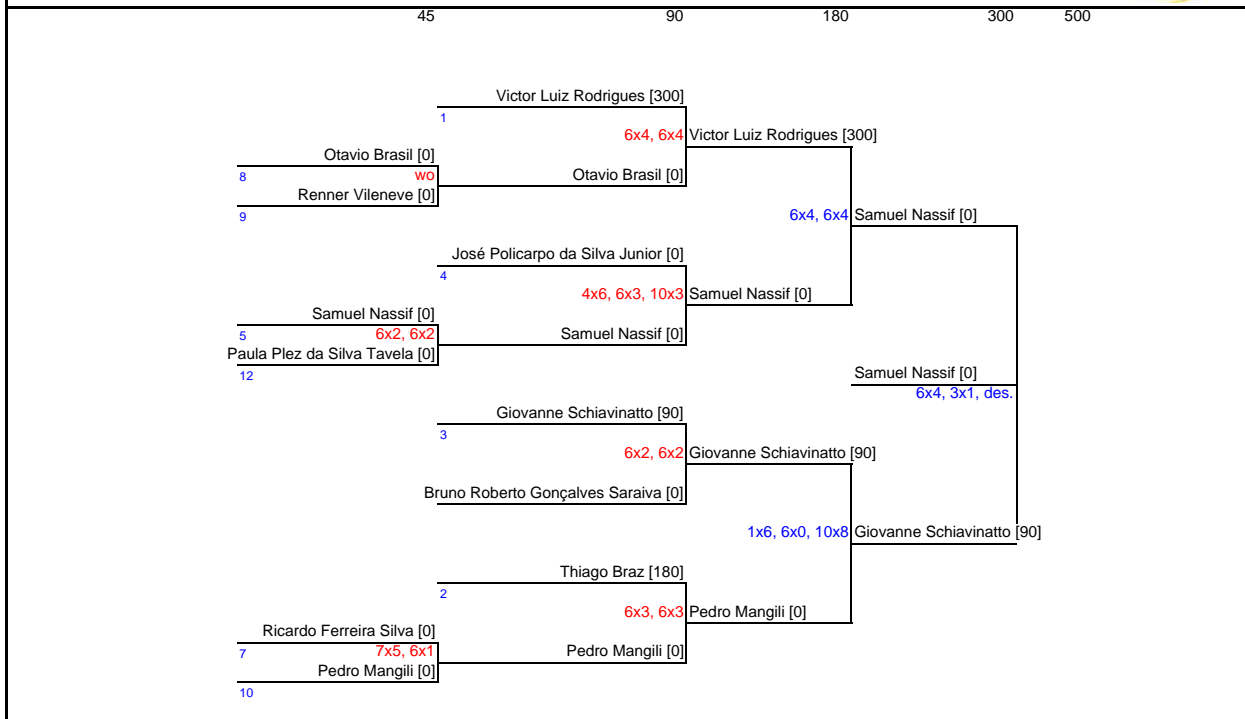 45 90 180 300 500
Victor Luiz Rodrigues [300]
1
6x4, 6x4 Victor Luiz Rodrigues [300]
Otavio Brasil [0]
8 wo Otavio Brasil [0]
Renner Vileneve [0]
9
6x4, 6x4 Samuel Nassif [0]
José Policarpo da Silva Junior [0]
4
4x6, 6x3, 10x3 Samuel Nassif [0]
Samuel Nassif [0]
5 6x2, 6x2 Samuel Nassif [0]
Paula Plez da Silva Tavela [0]
12
Samuel Nassif [0]
6x4, 3x1, des.
Giovanne Schiavinatto [90]
3
6x2, 6x2 Giovanne Schiavinatto [90]
Bruno Roberto Gonçalves Saraiva [0]
1x6, 6x0, 10x8 Giovanne Schiavinatto [90]
Thiago Braz [180]
2
6x3, 6x3 Pedro Mangili [0]
Ricardo Ferreira Silva [0]
7 7x5, 6x1 Pedro Mangili [0]
Pedro Mangili [0]
10